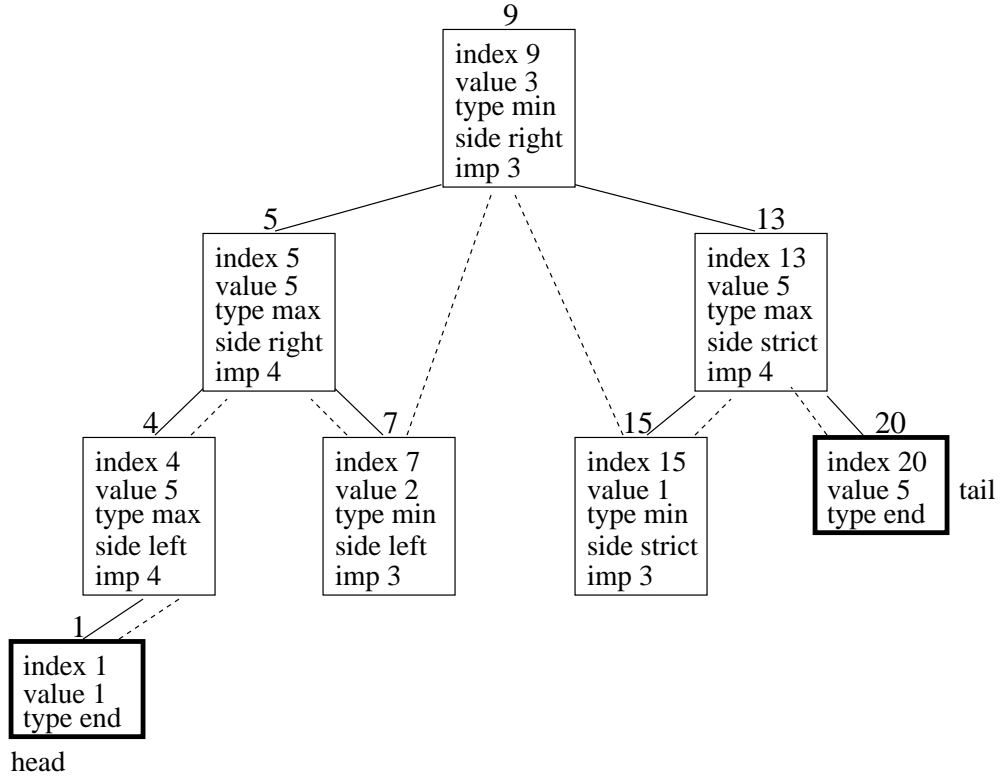 9
index 9
value 3
type min
side right
imp 3
5
index 5
value 5
type max
side right
imp 4
13
index 13
value 5
type max
side strict
imp 4
4
index 4
value 5
type max
side left
imp 4
7
index 7
value 2
type min
side left
imp 3
15
index 15
value 1
type min
side strict
imp 3
20
index 20
value 5
type end
tail
1
index 1
value 1
type end
head